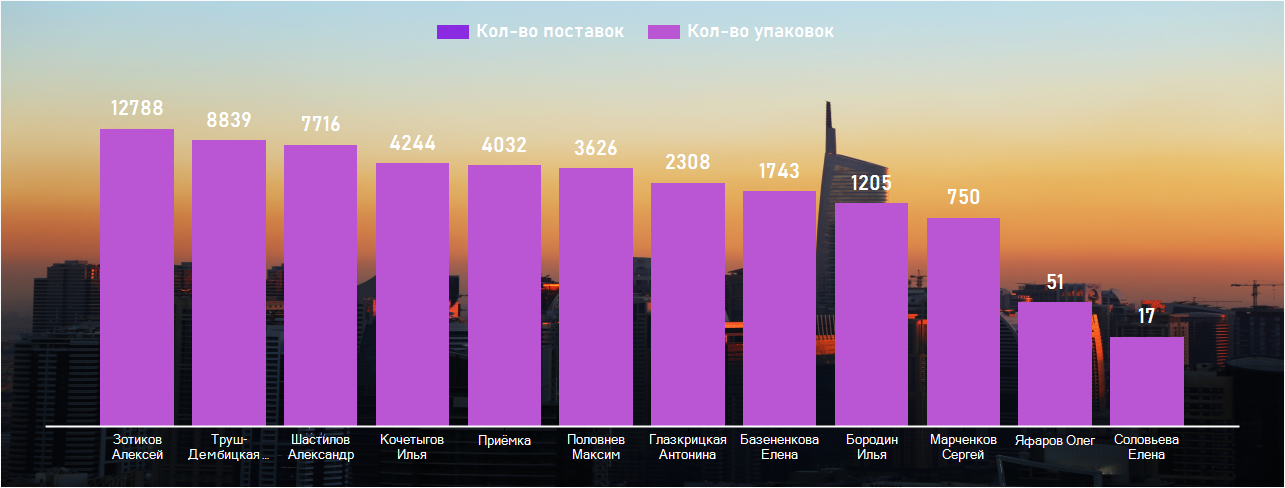 Кол-во поставок Кол-во упаковок
12788 8839 7716 4244 4032 3626 2308 1743 1205 750 51 17
Зотиков
Алексей
Труш-
Дембицкая ...
Шастилов
Александр
Кочетыгов
Илья
Приёмка
Половнев
Максим
Глазкрицкая
Антонина
Базененкова
Елена
Бородин
Илья
Марченков
Сергей
Яфаров Олег
Соловьева
Елена